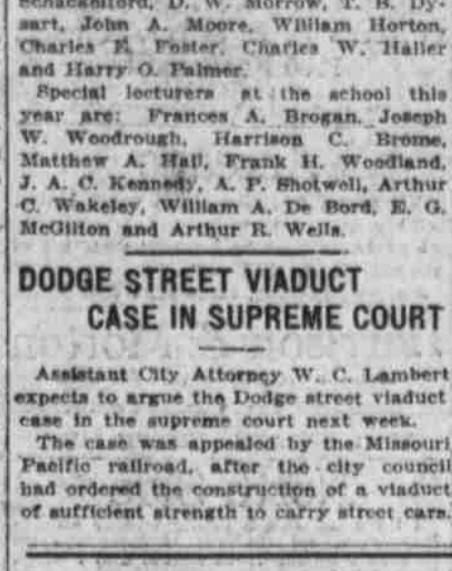 Schackelford, D. W. Morrow, T. B. Dy-
sart, John A. Moore, William Horton,
Charles E. Foster, Charles W. Haller
and Harry O. Palmer.
Special lecturers at the school this
year are: Frances A. Brogan, Joseph
W. Woodrough, Harrison C. Brome,
Matthew A. Hall, Frank H. Woodland,
J. A. C. Kennedy, A. P. Shotwell, Arthur
C. Wakeley, William A. De Bord, E. G.
McGilton and Arthur R. Wells.
DODGE STREET VIADUCT
CASE IN SUPREME COURT
Assistant City Attorney W. C. Lambert
expects to argue the Dodge street viaduct
case in the supreme court next week.
The case was appealed by the Missouri
Pacific railroad, after the city council
had ordered the construction of a viaduct
of sufficient strength to carry street cars.